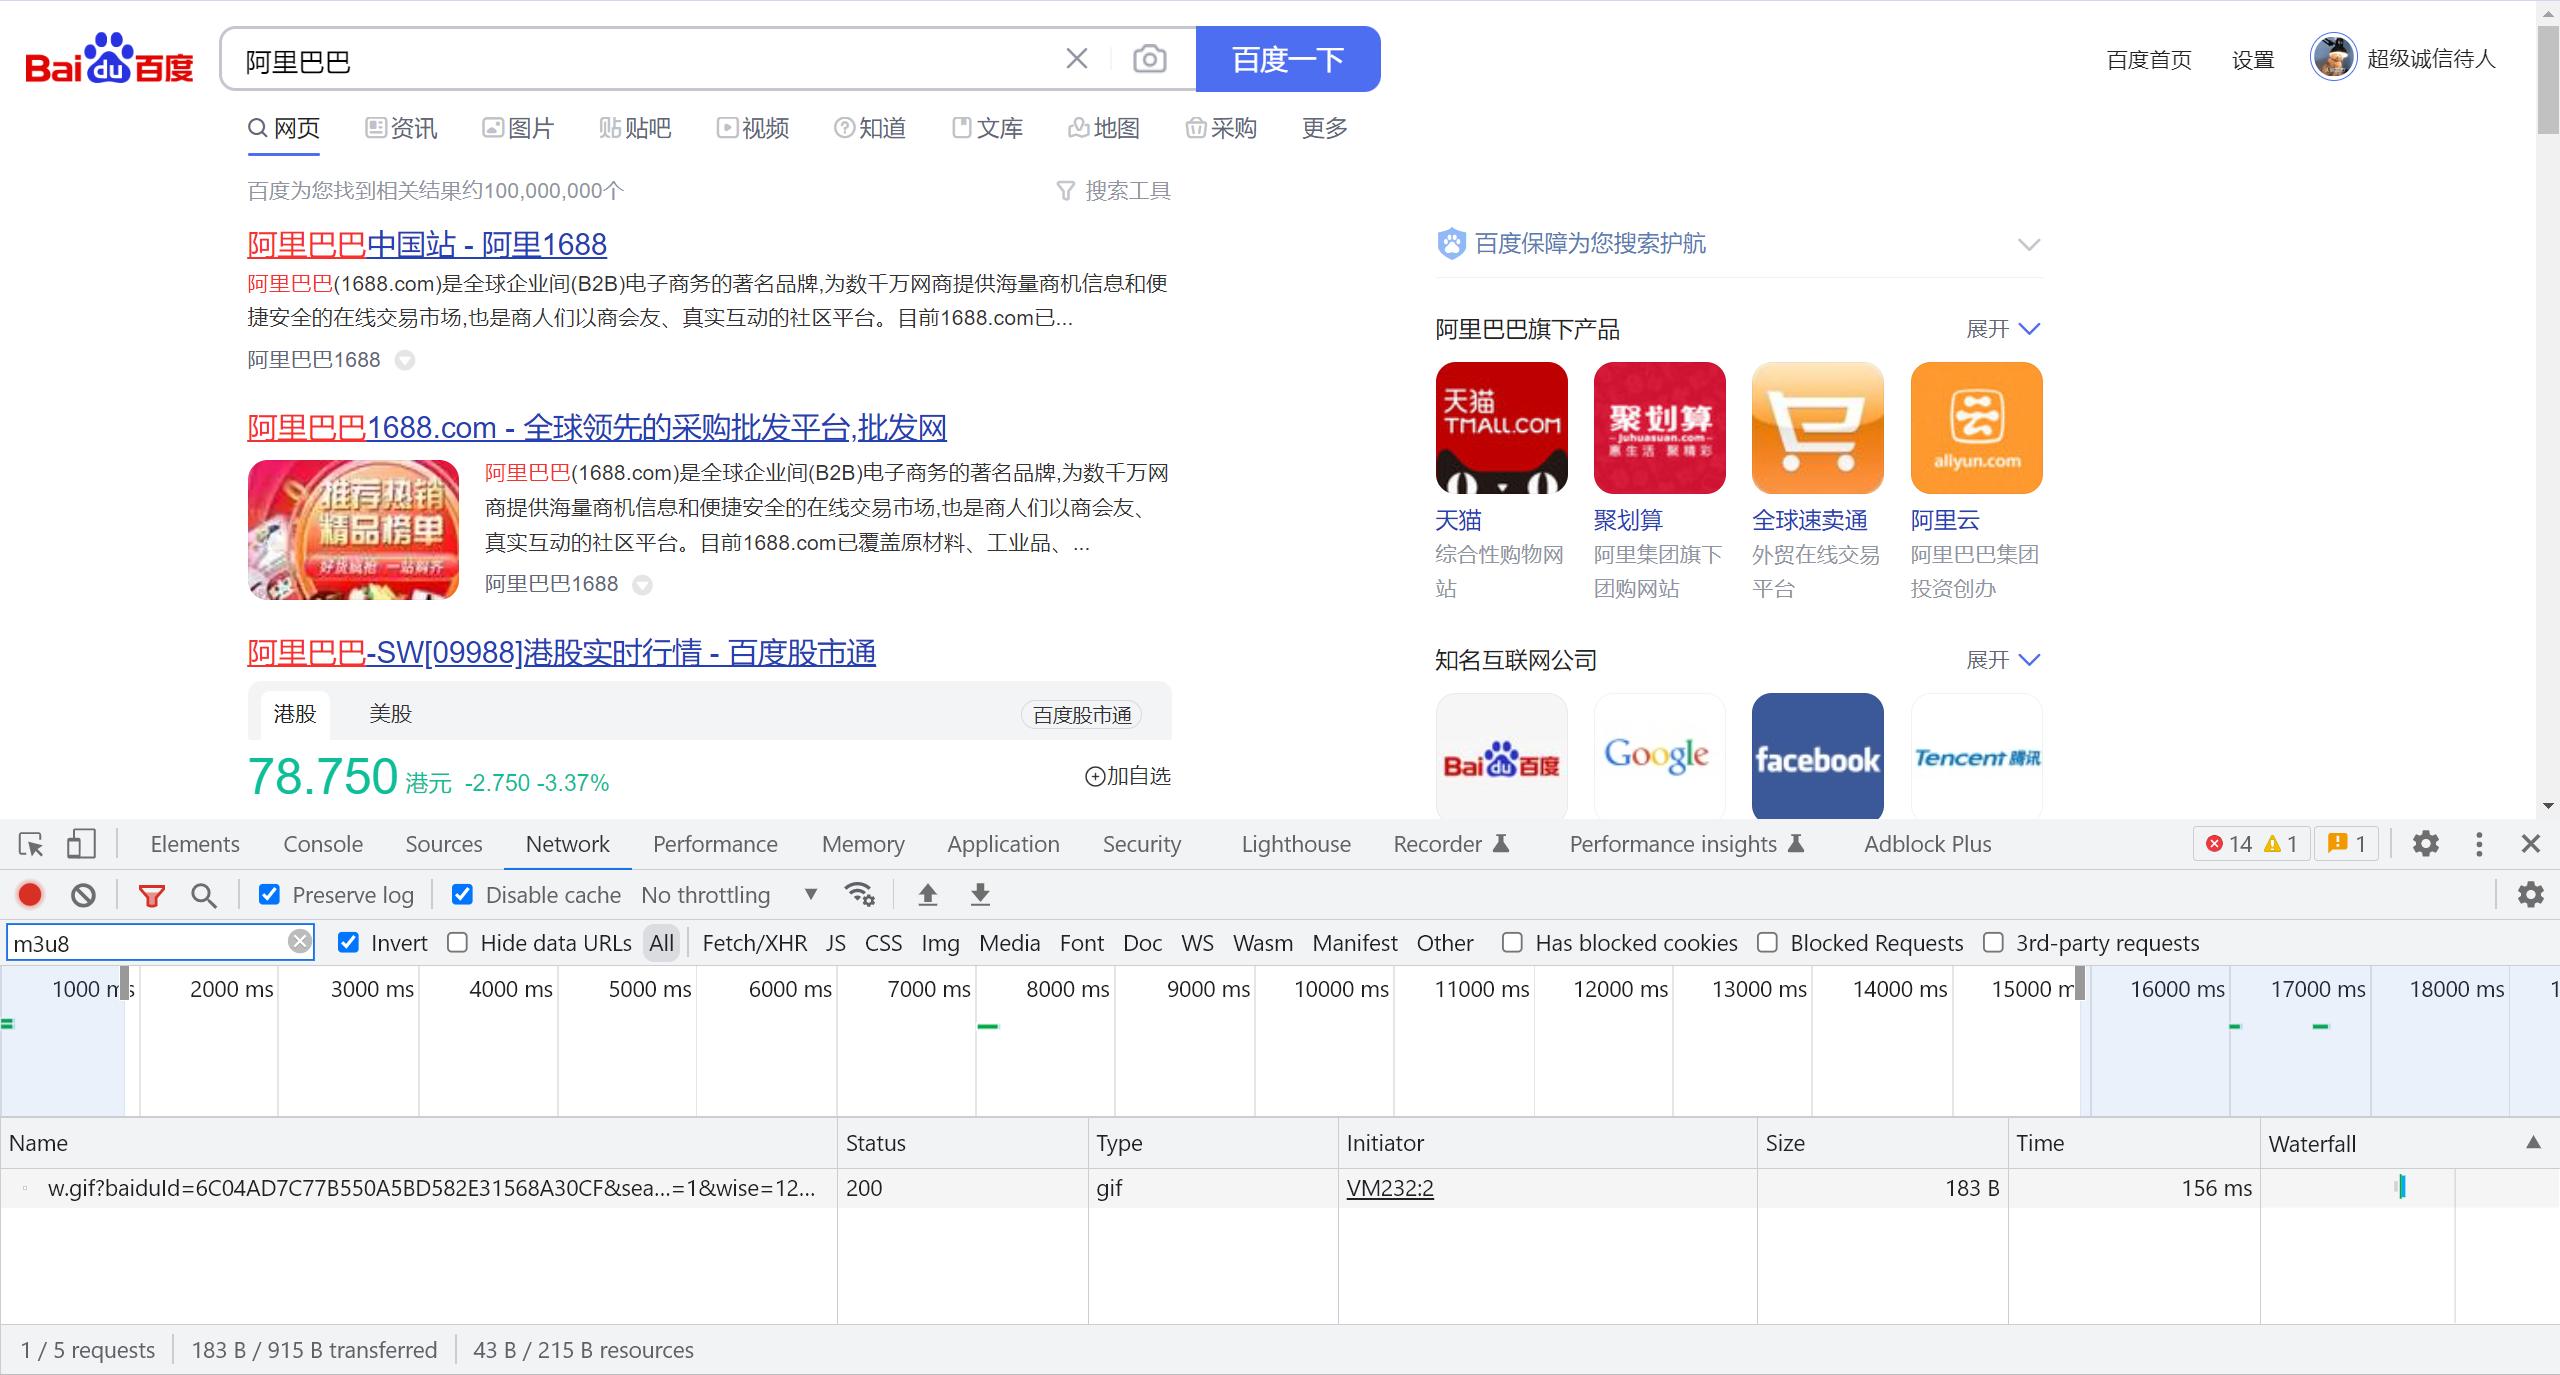 Bai du 百度
阿里巴巴
百度一下
百度首页 设置 超级诚信待人
网页 资讯 图片 贴 贴吧 视频 知道 文库 地图 采购 更多
百度为您找到相关结果约100,000,000个 搜索工具
阿里巴巴中国站 - 阿里1688
阿里巴巴(1688.com)是全球企业间(B2B)电子商务的著名品牌,为数千万网商提供海量商机信息和便
捷安全的在线交易市场,也是商人们以商会友、真实互动的社区平台。目前1688.com已...
阿里巴巴1688
阿里巴巴1688.com - 全球领先的采购批发平台,批发网
推荐热销
精品榜单
好货疯抢 一站购齐
阿里巴巴(1688.com)是全球企业间(B2B)电子商务的著名品牌,为数千万网
商提供海量商机信息和便捷安全的在线交易市场,也是商人们以商会友、
真实互动的社区平台。目前1688.com已覆盖原材料、工业品、...
阿里巴巴1688
阿里巴巴-SW[09988]港股实时行情 - 百度股市通
港股 美股 百度股市通
78.750 港元 -2.750 -3.37% 加自选
百度保障为您搜索护航
阿里巴巴旗下产品 展开
天猫
TMALL.COM
聚划算
juhuasuan.com
惠生活 聚精彩
云
allyun.com
天猫 聚划算 全球速卖通 阿里云
综合性购物网 阿里集团旗下 外贸在线交易 阿里巴巴集团
站 团购网站 平台 投资创办
知名互联网公司 展开
Bai du 百度 Google facebook Tencent 腾讯
Elements Console Sources Network Performance Memory Application Security Lighthouse Recorder Performance insights Adblock Plus 14 1 1
Preserve log Disable cache No throttling
m3u8 Invert Hide data URLs All Fetch/XHR JS CSS Img Media Font Doc WS Wasm Manifest Other Has blocked cookies Blocked Requests 3rd-party requests
1000 ms 2000 ms 3000 ms 4000 ms 5000 ms 6000 ms 7000 ms 8000 ms 9000 ms 10000 ms 11000 ms 12000 ms 13000 ms 14000 ms 15000 m 16000 ms 17000 ms 18000 ms 1
Name Status Type Initiator Size Time Waterfall
w.gif?baiduId=6C04AD7C77B550A5BD582E31568A30CF&sea...=1&wise=12... 200 gif VM232:2 183 B 156 ms
1 / 5 requests 183 B / 915 B transferred 43 B / 215 B resources